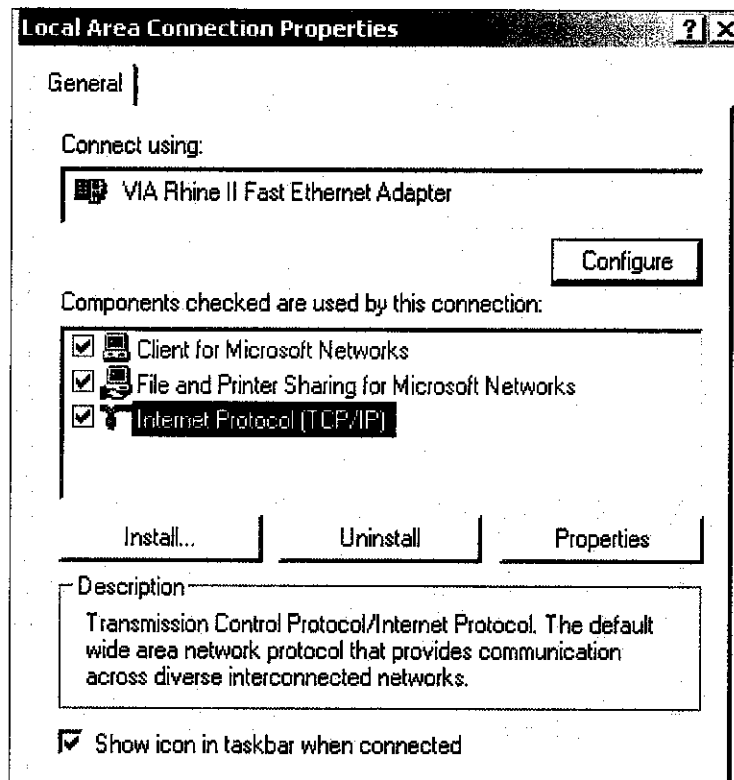 Local Area Connection Properties
General
Connect using:
VIA Rhine II Fast Ethernet Adapter
Configure
Components checked are used by this connection:
Client for Microsoft Networks
File and Printer Sharing for Microsoft Networks
Internet Protocol (TCP/IP)
Install... Uninstall Properties
Description
Transmission Control Protocol/Internet Protocol. The default
wide area network protocol that provides communication
across diverse interconnected networks.
Show icon in taskbar when connected